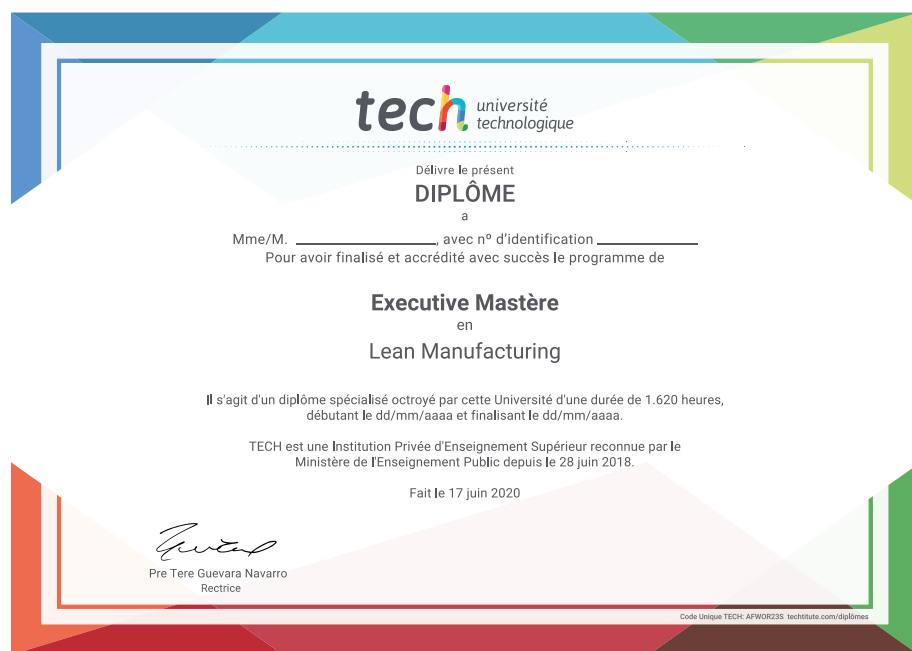 tech université
technologique
Délivre le présent
DIPLÔME
a
Mme/M. ____________________, avec nº d'identification ______________
Pour avoir finalisé et accrédité avec succès le programme de
Executive Mastère
en
Lean Manufacturing
Il s'agit d'un diplôme spécialisé octroyé par cette Université d'une durée de 1.620 heures,
débutant le dd/mm/aaaa et finalisant le dd/mm/aaaa.
TECH est une Institution Privée d'Enseignement Supérieur reconnue par le
Ministère de l'Enseignement Public depuis le 28 juin 2018.
Fait le 17 juin 2020
Pre Tere Guevara Navarro
Rectrice
Code Unique TECH: AFWOR23S techtitute.com/diplômes